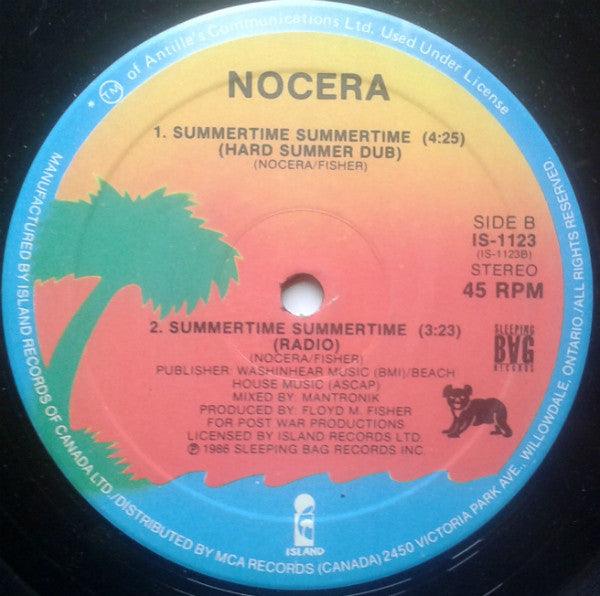 * TM of Antille's Communications Ltd. Used Under License
NOCERA
1. SUMMERTIME SUMMERTIME (4:25)
(HARD SUMMER DUB)
(NOCERA/FISHER)
SIDE B
IS-1123
(IS-1123B)
STEREO
45 RPM
2. SUMMERTIME SUMMERTIME (3:23)
(RADIO)
(NOCERA/FISHER)
PUBLISHER: WASHINHEAR MUSIC (BMI)/BEACH
HOUSE MUSIC (ASCAP)
MIXED BY: MANTRONIK
PRODUCED BY: FLOYD M. FISHER
FOR POST WAR PRODUCTIONS
LICENSED BY ISLAND RECORDS LTD.
℗ 1986 SLEEPING BAG RECORDS INC.
SLEEPING
BAG
RECORDS
ISLAND
MANUFACTURED BY ISLAND RECORDS OF CANADA LTD./DISTRIBUTED BY MCA RECORDS (CANADA) 2450 VICTORIA PARK AVE., WILLOWDALE, ONTARIO./ALL RIGHTS RESERVED